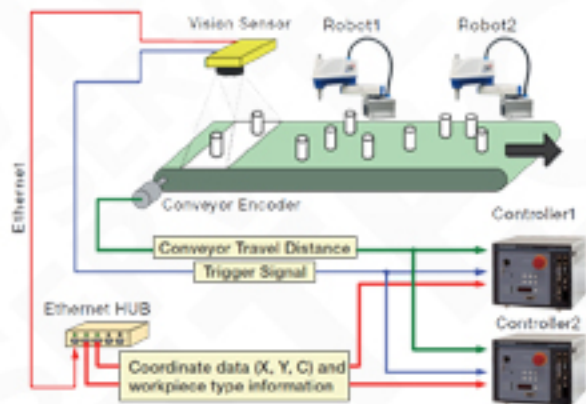 Vision Sensor
Robot1
Robot2
Ethernet
Conveyor Encoder
Controller1
Conveyor Travel Distance
Trigger Signal
Ethernet HUB
Controller2
Coordinate data (X, Y, C) and
workpiece type information